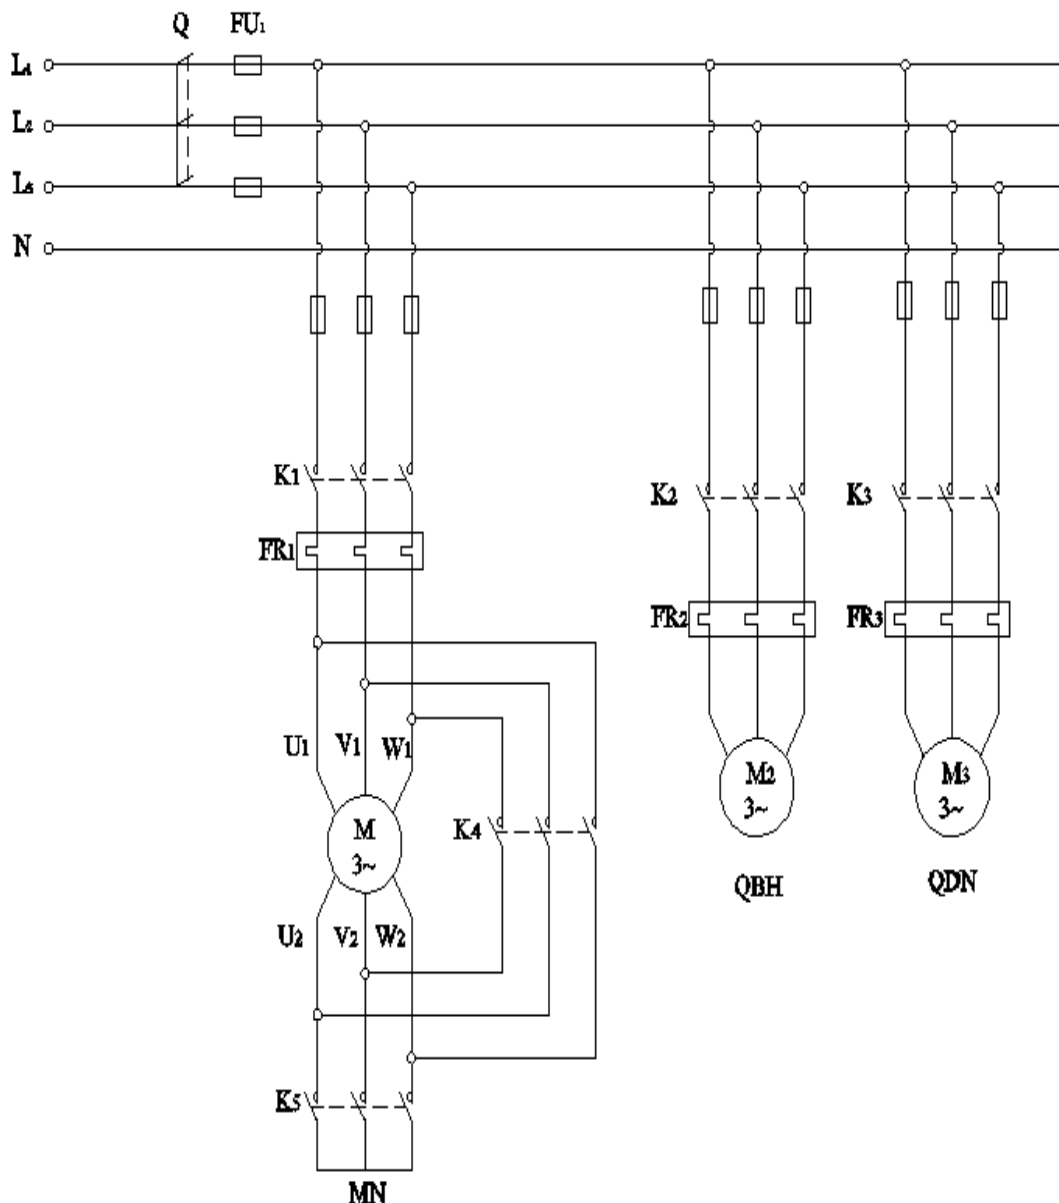 Q FU1
L1
L2
L3
N
K1
K2 K3
FR1
FR2 FR3
U1 V1 W1
M2
3~
M3
3~
M
3~
K4
QBH QDN
U2 V2 W2
K5
MN